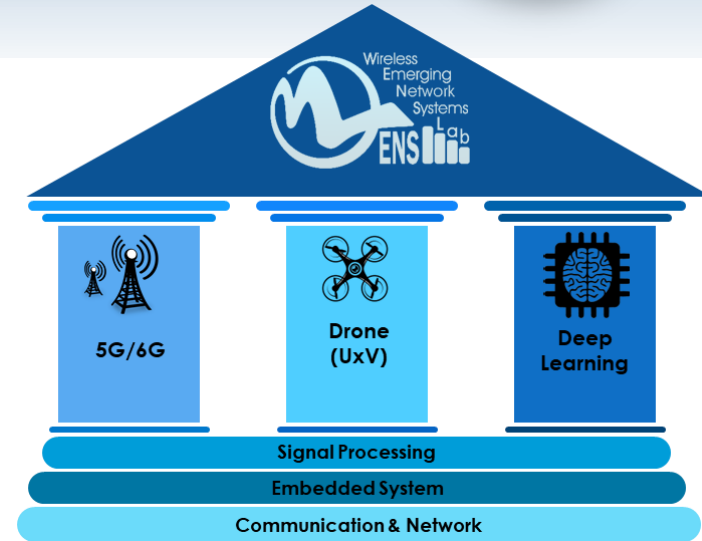 Wireless
Emerging
Network
Systems
Lab
ENS
5G/6G
Drone
(UxV)
Deep
Learning
Signal Processing
Embedded System
Communication & Network